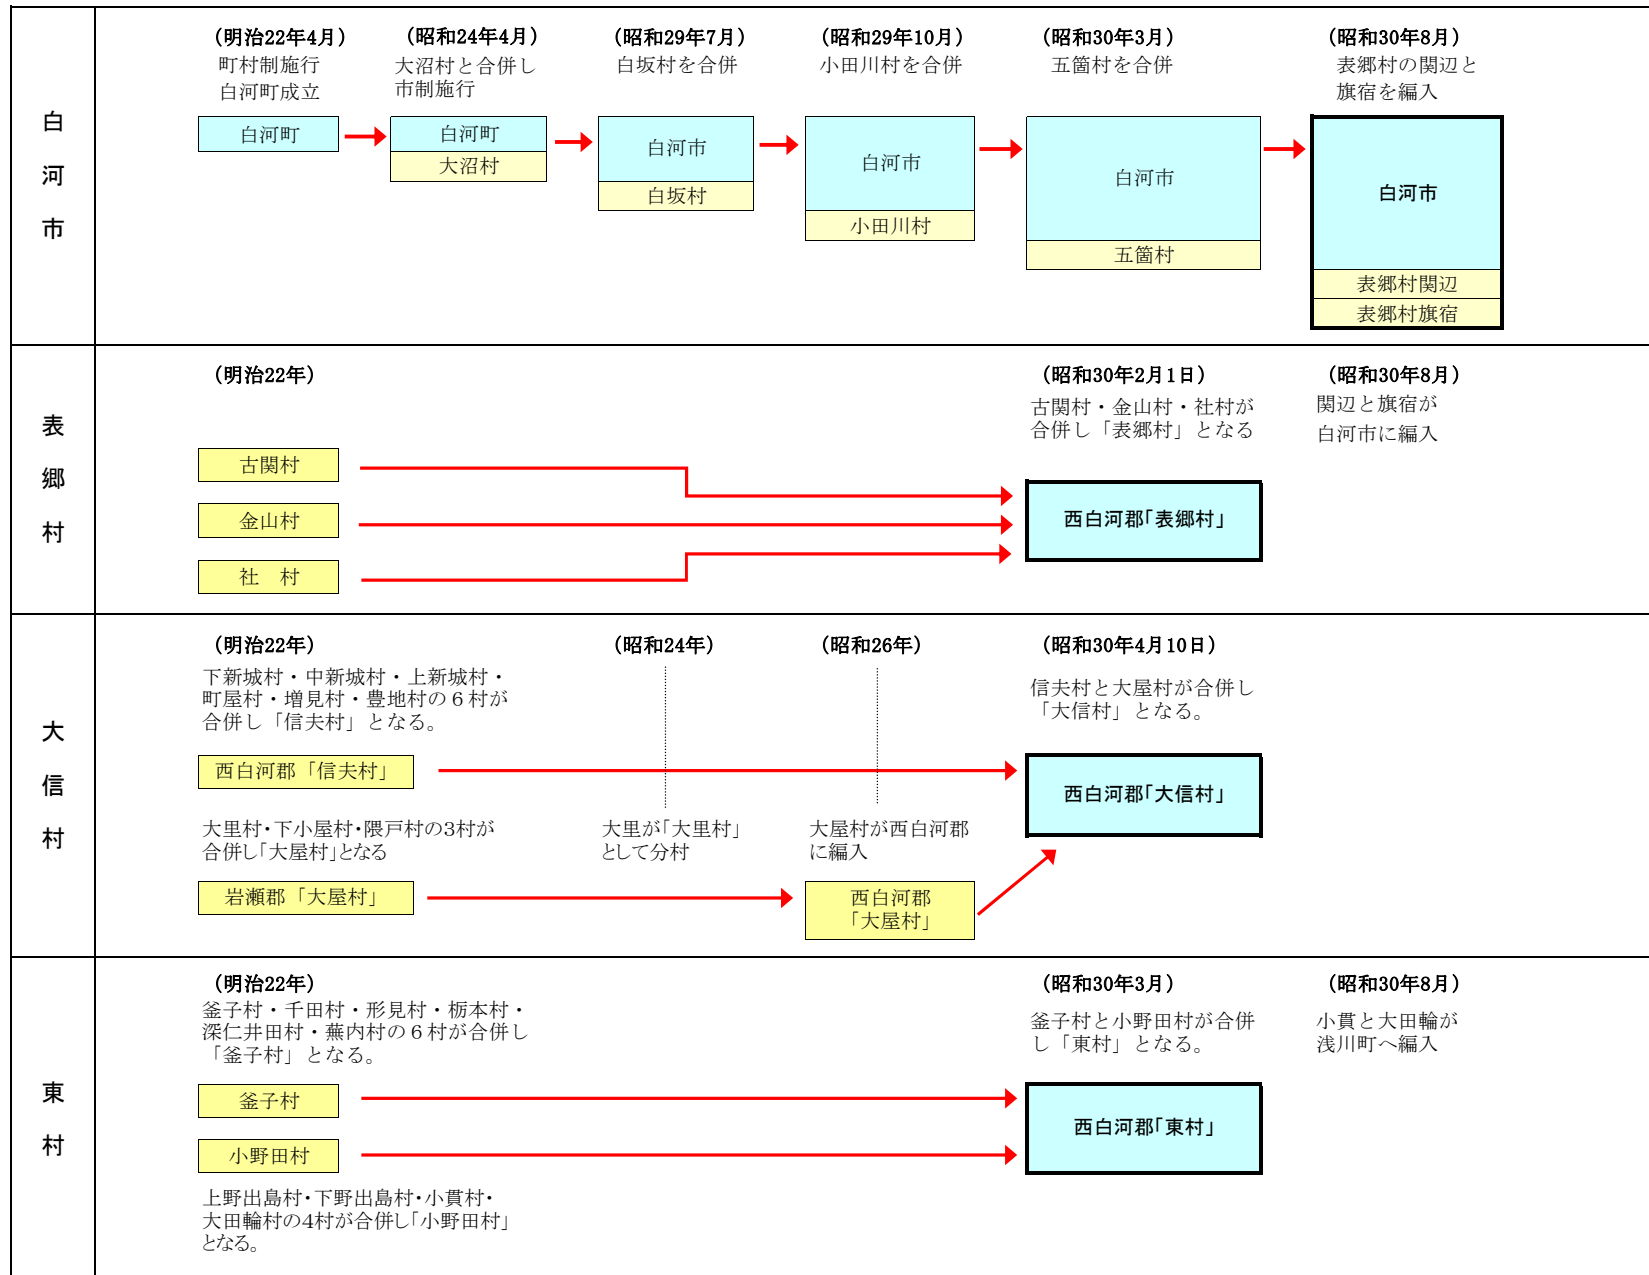 白河市
（明治22年4月）
町村制施行
白河町成立
白河町
（昭和24年4月）
大沼村と合併し
市制施行
白河町
大沼村
（昭和29年7月）
白坂村を合併
白河市
白坂村
（昭和29年10月）
小田川村を合併
白河市
小田川村
（昭和30年3月）
五箇村を合併
白河市
五箇村
（昭和30年8月）
表郷村の関辺と
旗宿を編入
白河市
表郷村関辺
表郷村旗宿
表郷村
（明治22年）
古関村
金山村
社　村
（昭和30年2月1日）
古関村・金山村・社村が
合併し「表郷村」となる
西白河郡「表郷村」
（昭和30年8月）
関辺と旗宿が
白河市に編入
大信村
（明治22年）
下新城村・中新城村・上新城村・
町屋村・増見村・豊地村の６村が
合併し「信夫村」となる。
西白河郡「信夫村」
大里村・下小屋村・隈戸村の3村が
合併し「大屋村」となる
岩瀬郡「大屋村」
（昭和24年）
大里が「大里村」
として分村
（昭和26年）
大屋村が西白河郡
に編入
西白河郡
「大屋村」
（昭和30年4月10日）
信夫村と大屋村が合併し
「大信村」となる。
西白河郡「大信村」
東村
（明治22年）
釜子村・千田村・形見村・栃本村・
深仁井田村・蕪内村の６村が合併し
「釜子村」となる。
釜子村
小野田村
上野出島村・下野出島村・小貫村・
大田輪村の4村が合併し「小野田村」
となる。
（昭和30年3月）
釜子村と小野田村が合併
し「東村」となる。
西白河郡「東村」
（昭和30年8月）
小貫と大田輪が
浅川町へ編入